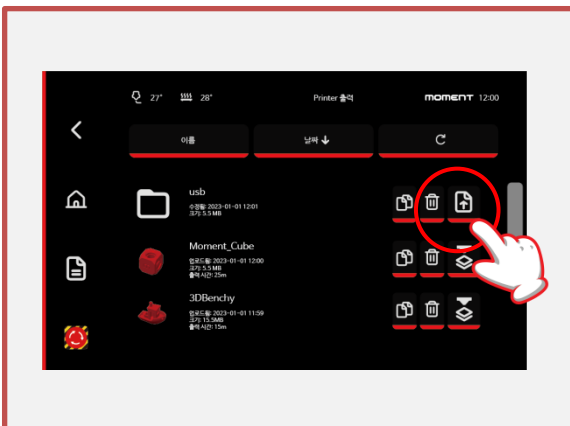 27° 28° Printer 출력 MOMENT 12:00
이름 날짜
usb
수정됨: 2023-01-01 12:01
크기: 5.5 MB
Moment_Cube
업로드됨: 2023-01-01 12:00
크기: 5.5 MB
출력 시간: 25m
3DBenchy
업로드됨: 2023-01-01 11:59
크기: 15.5MB
출력 시간: 15m